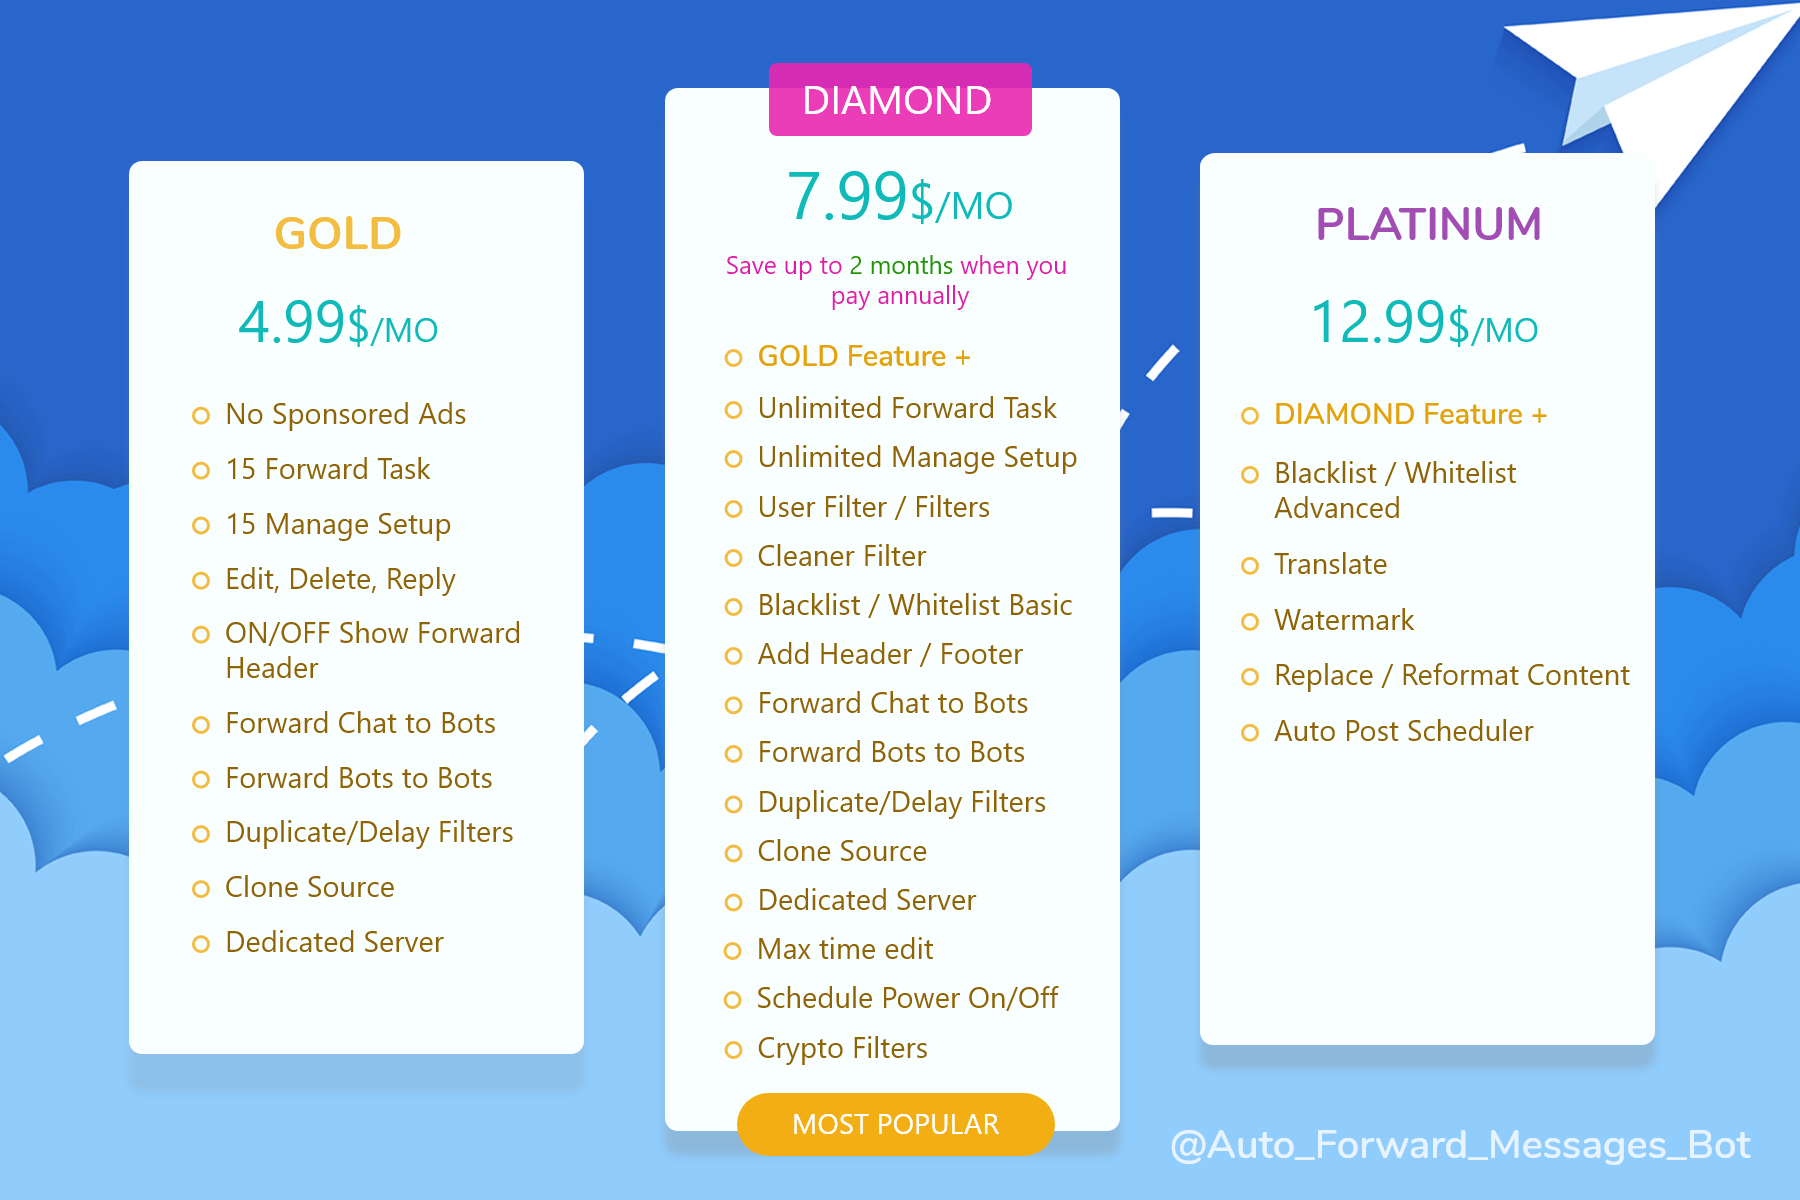 GOLD
4.99$/MO
No Sponsored Ads
15 Forward Task
15 Manage Setup
Edit, Delete, Reply
ON/OFF Show Forward
Header
Forward Chat to Bots
Forward Bots to Bots
Duplicate/Delay Filters
Clone Source
Dedicated Server
DIAMOND
7.99$/MO
Save up to 2 months when you
pay annually
GOLD Feature +
Unlimited Forward Task
Unlimited Manage Setup
User Filter / Filters
Cleaner Filter
Blacklist / Whitelist Basic
Add Header / Footer
Forward Chat to Bots
Forward Bots to Bots
Duplicate/Delay Filters
Clone Source
Dedicated Server
Max time edit
Schedule Power On/Off
Crypto Filters
MOST POPULAR
PLATINUM
12.99$/MO
DIAMOND Feature +
Blacklist / Whitelist
Advanced
Translate
Watermark
Replace / Reformat Content
Auto Post Scheduler
@Auto_Forward_Messages_Bot